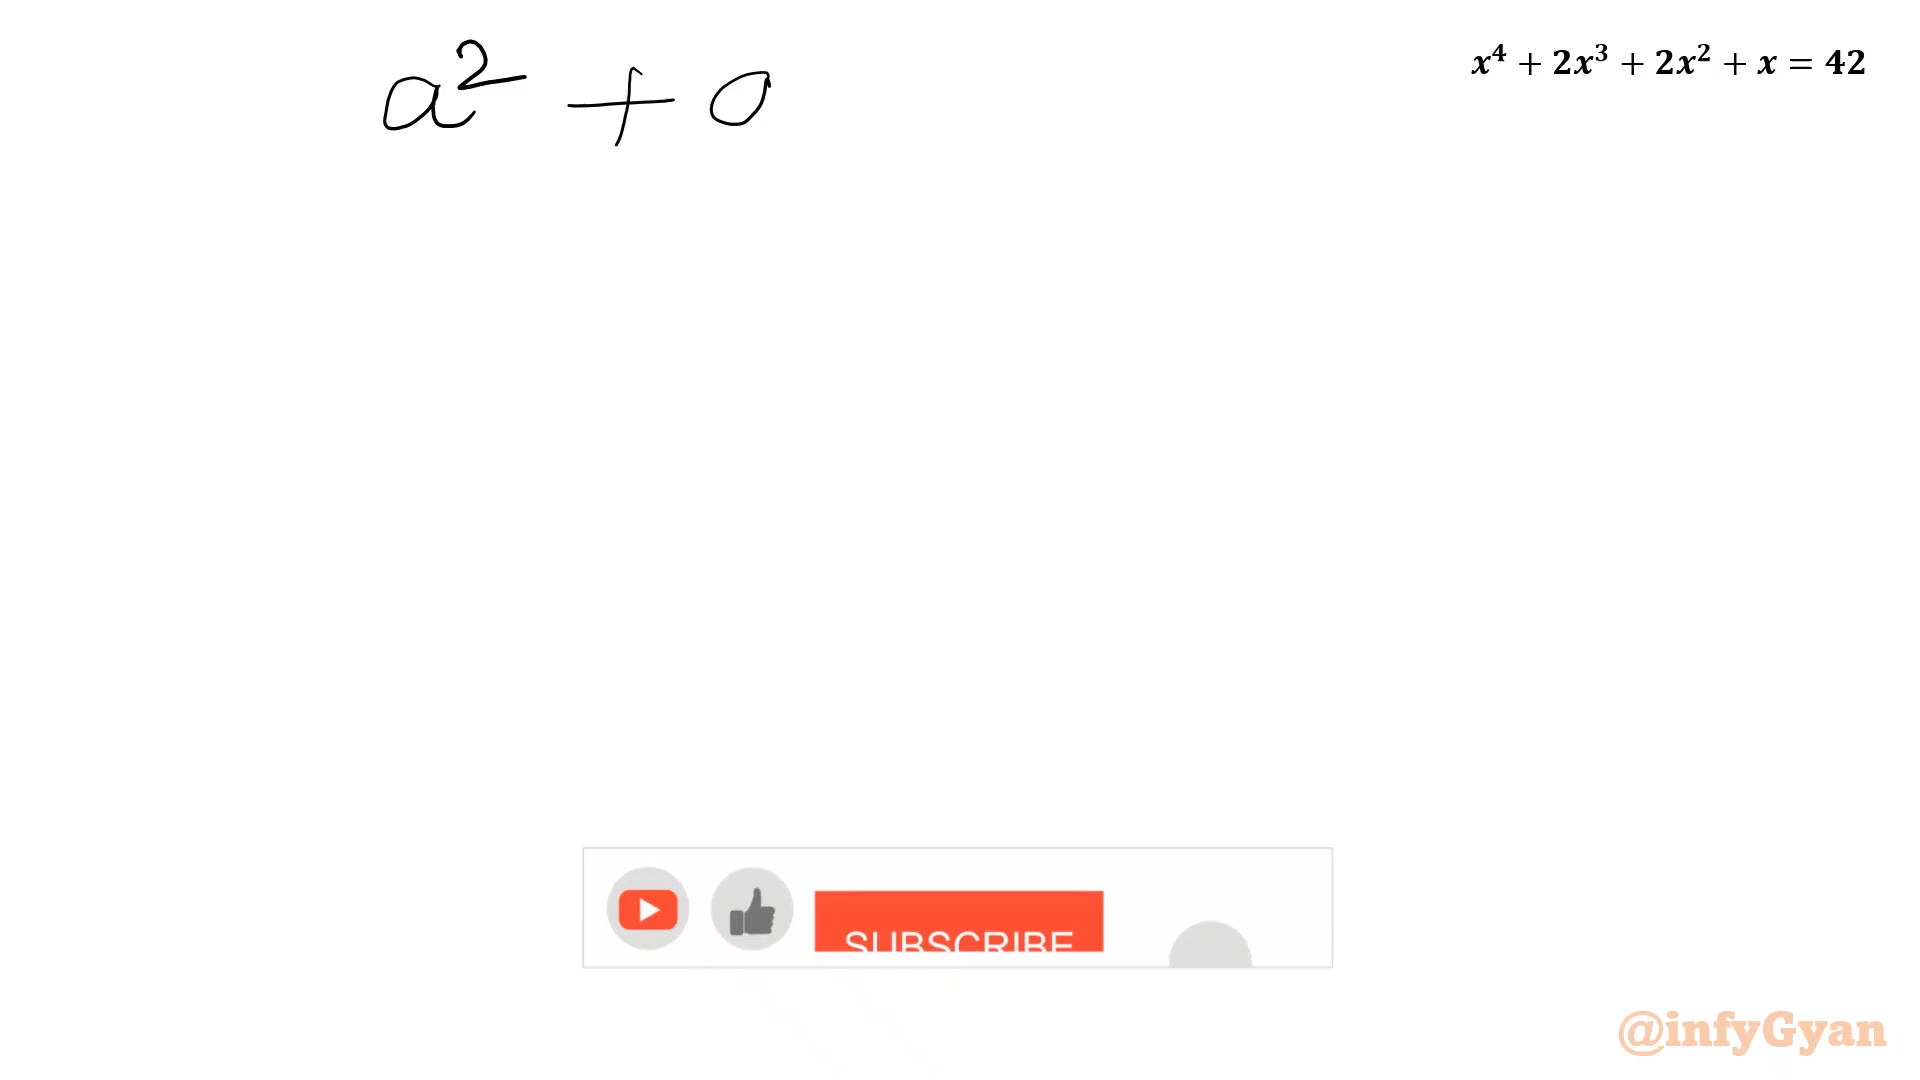 a² + a
x⁴ + 2x³ + 2x² + x = 42
SUBSCRIBE
@infyGyan